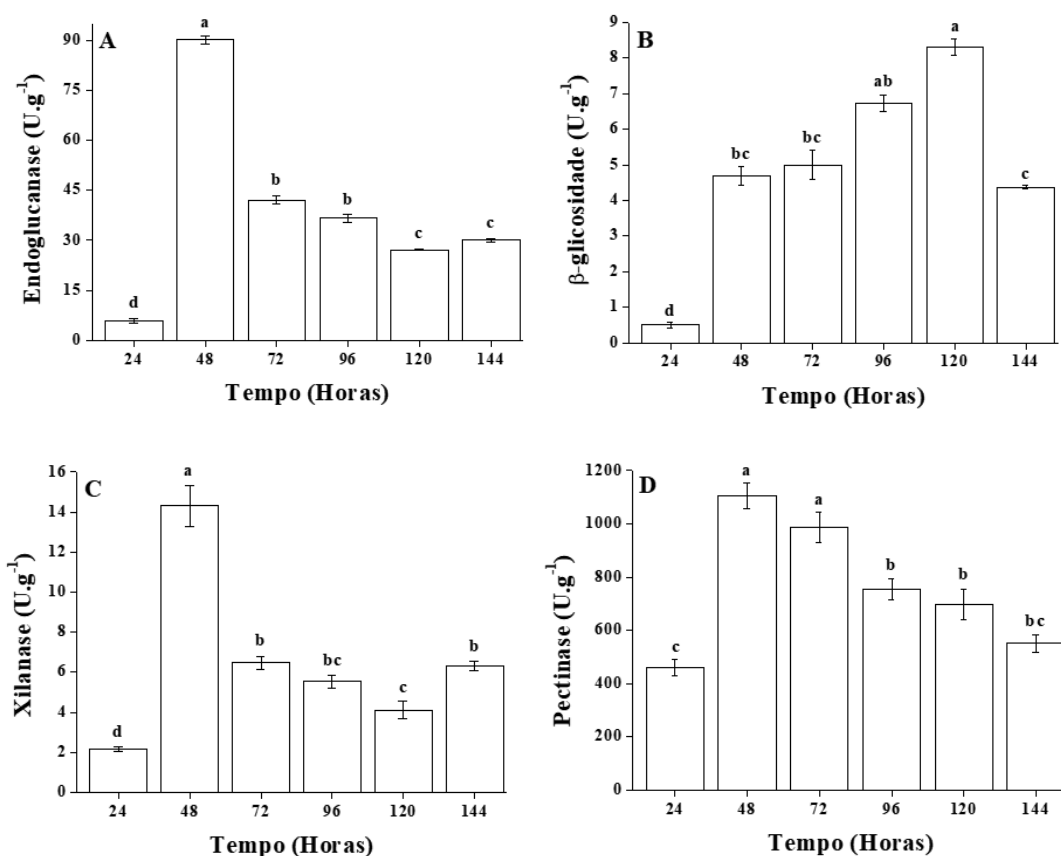 A
Endoglucanase (U.g-1)
90
75
60
45
30
15
0
d
a
b
b
c
c
24 48 72 96 120 144
Tempo (Horas)
B
β-glicosidade (U.g-1)
9
8
7
6
5
4
3
2
1
0
d
bc
bc
ab
a
c
24 48 72 96 120 144
Tempo (Horas)
C
Xilanase (U.g-1)
16
14
12
10
8
6
4
2
0
d
a
b
bc
c
b
24 48 72 96 120 144
Tempo (Horas)
D
Pectinase (U.g-1)
1200
1000
800
600
400
200
0
c
a
a
b
b
bc
24 48 72 96 120 144
Tempo (Horas)